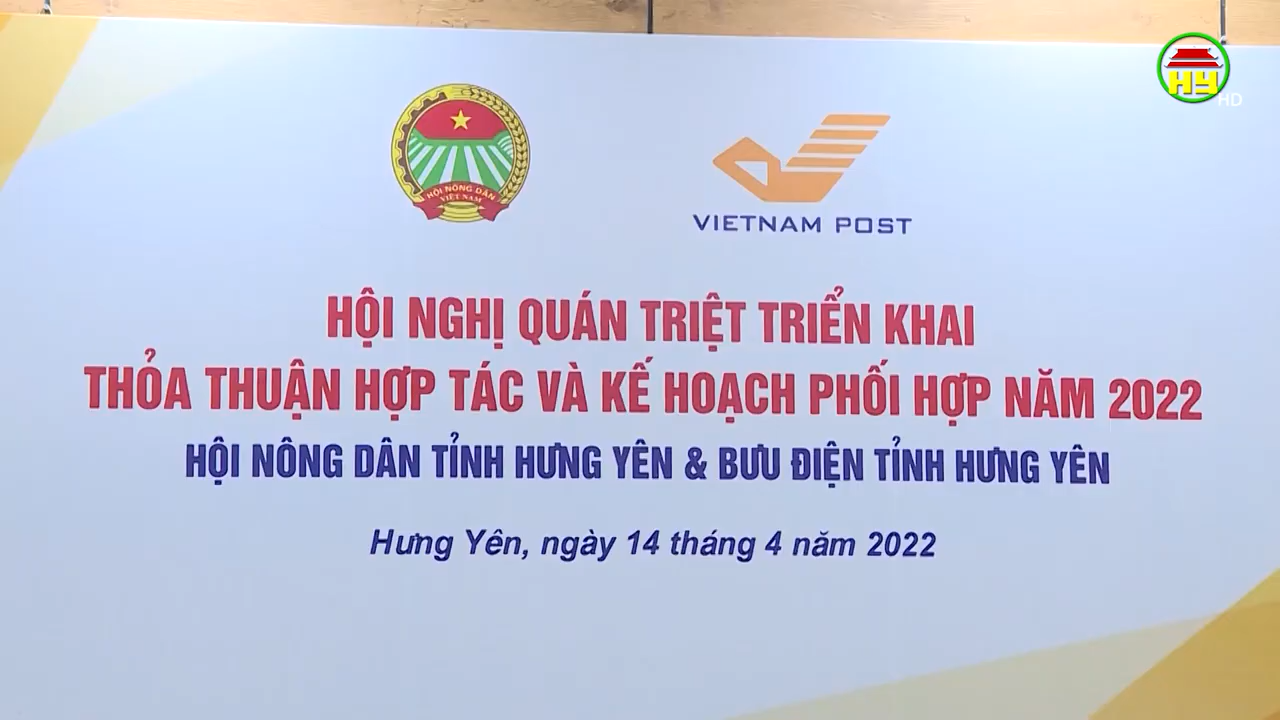 HY
HD
HỘI NÔNG DÂN
VIỆT NAM
VIETNAM POST
HỘI NGHỊ QUÁN TRIỆT TRIỂN KHAI
THỎA THUẬN HỢP TÁC VÀ KẾ HOẠCH PHỐI HỢP NĂM 2022
HỘI NÔNG DÂN TỈNH HƯNG YÊN & BƯU ĐIỆN TỈNH HƯNG YÊN
Hưng Yên, ngày 14 tháng 4 năm 2022